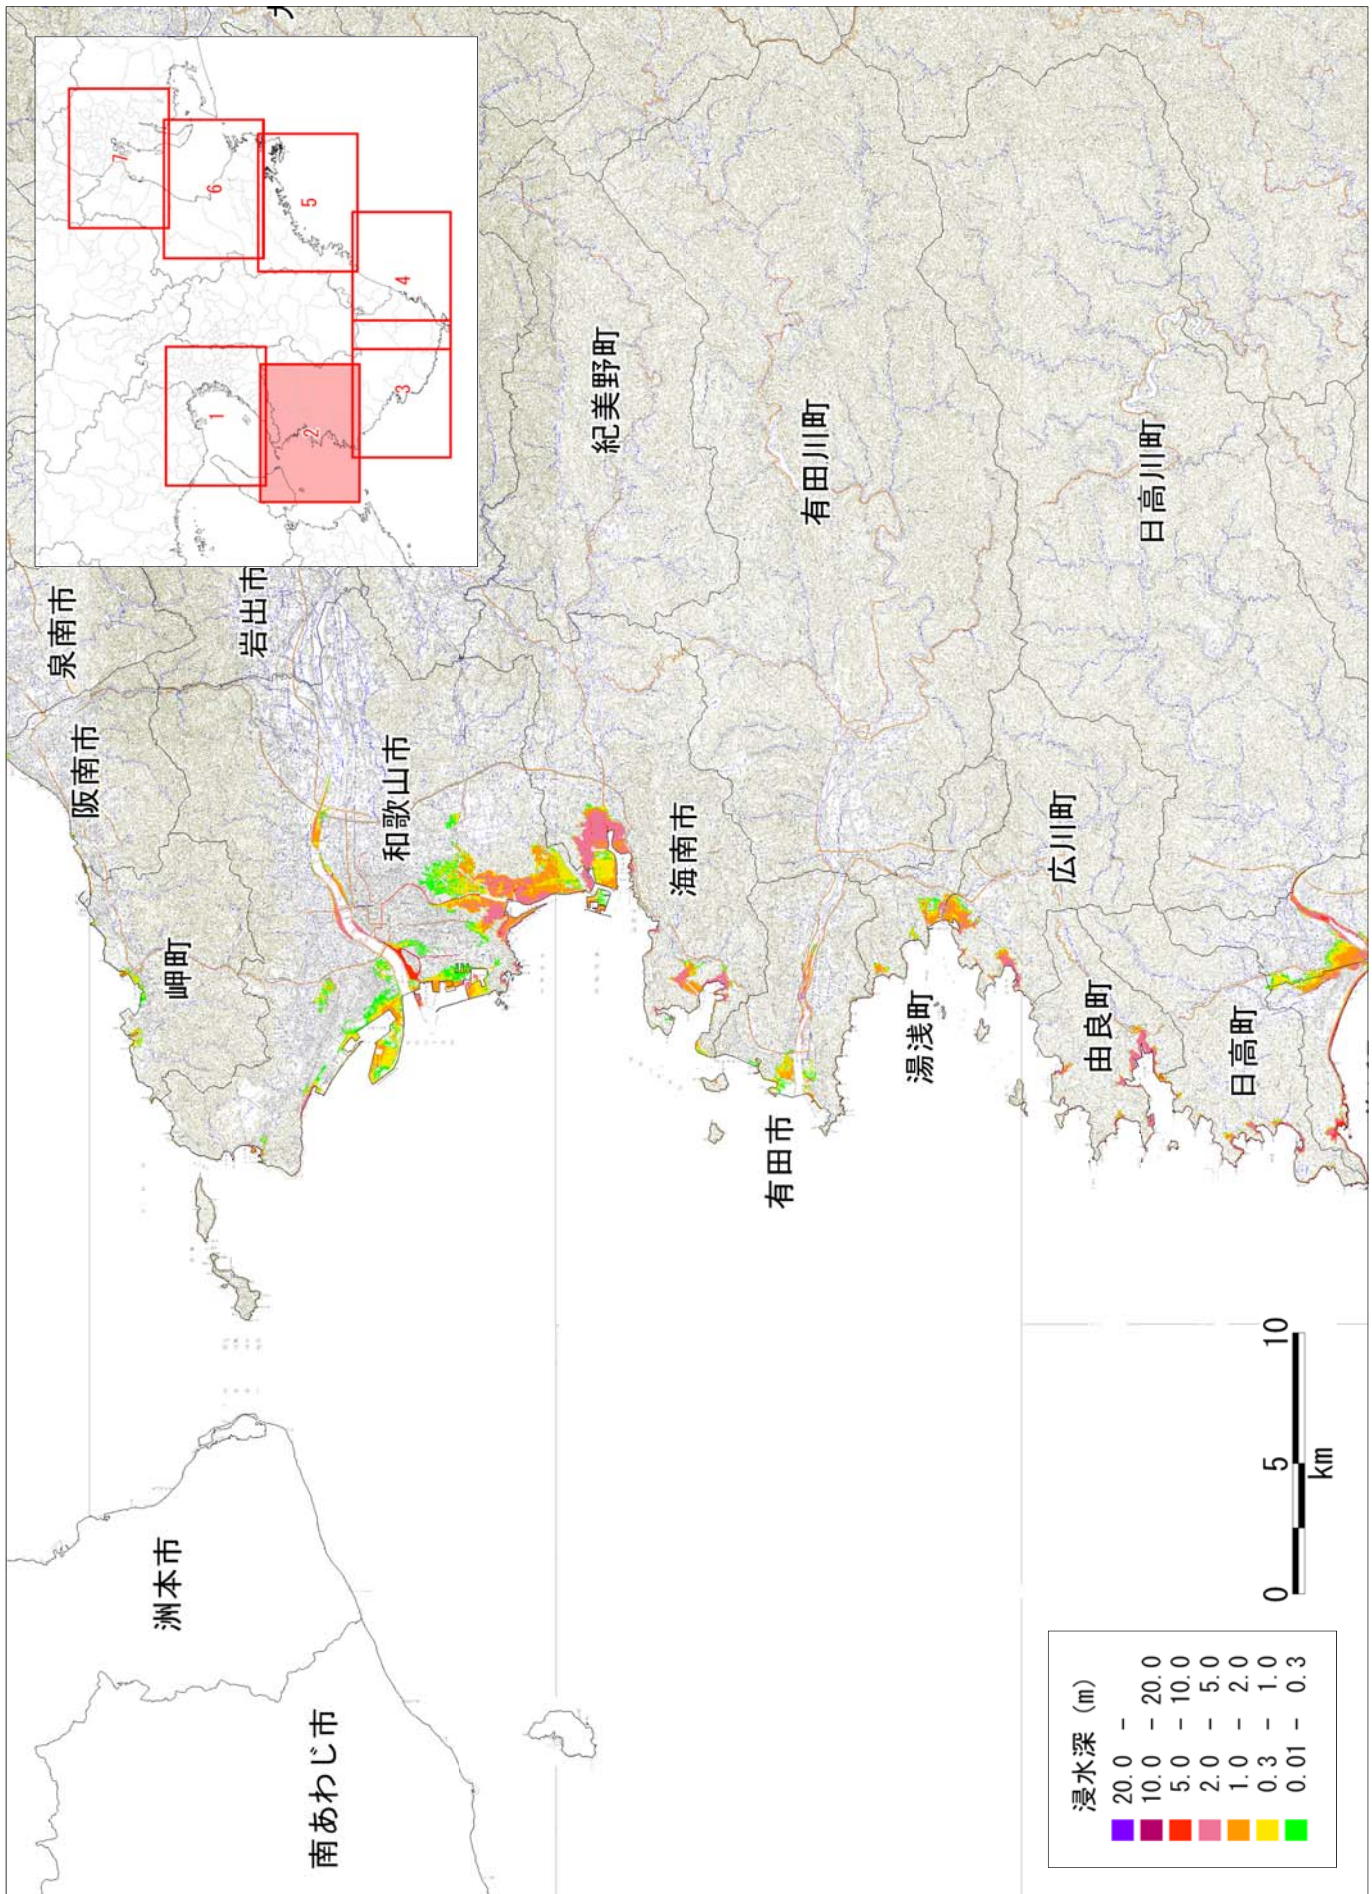 7
6
5
4
3
2
1
泉南市
阪南市
岬町
岩出市
和歌山市
紀美野町
海南市
有田川町
有田市
湯浅町
広川町
由良町
日高川町
日高町
洲本市
南あわじ市
0 5 10
km
浸水深 (m)
20.0 -
10.0 - 20.0
5.0 - 10.0
2.0 - 5.0
1.0 - 2.0
0.3 - 1.0
0.01 - 0.3